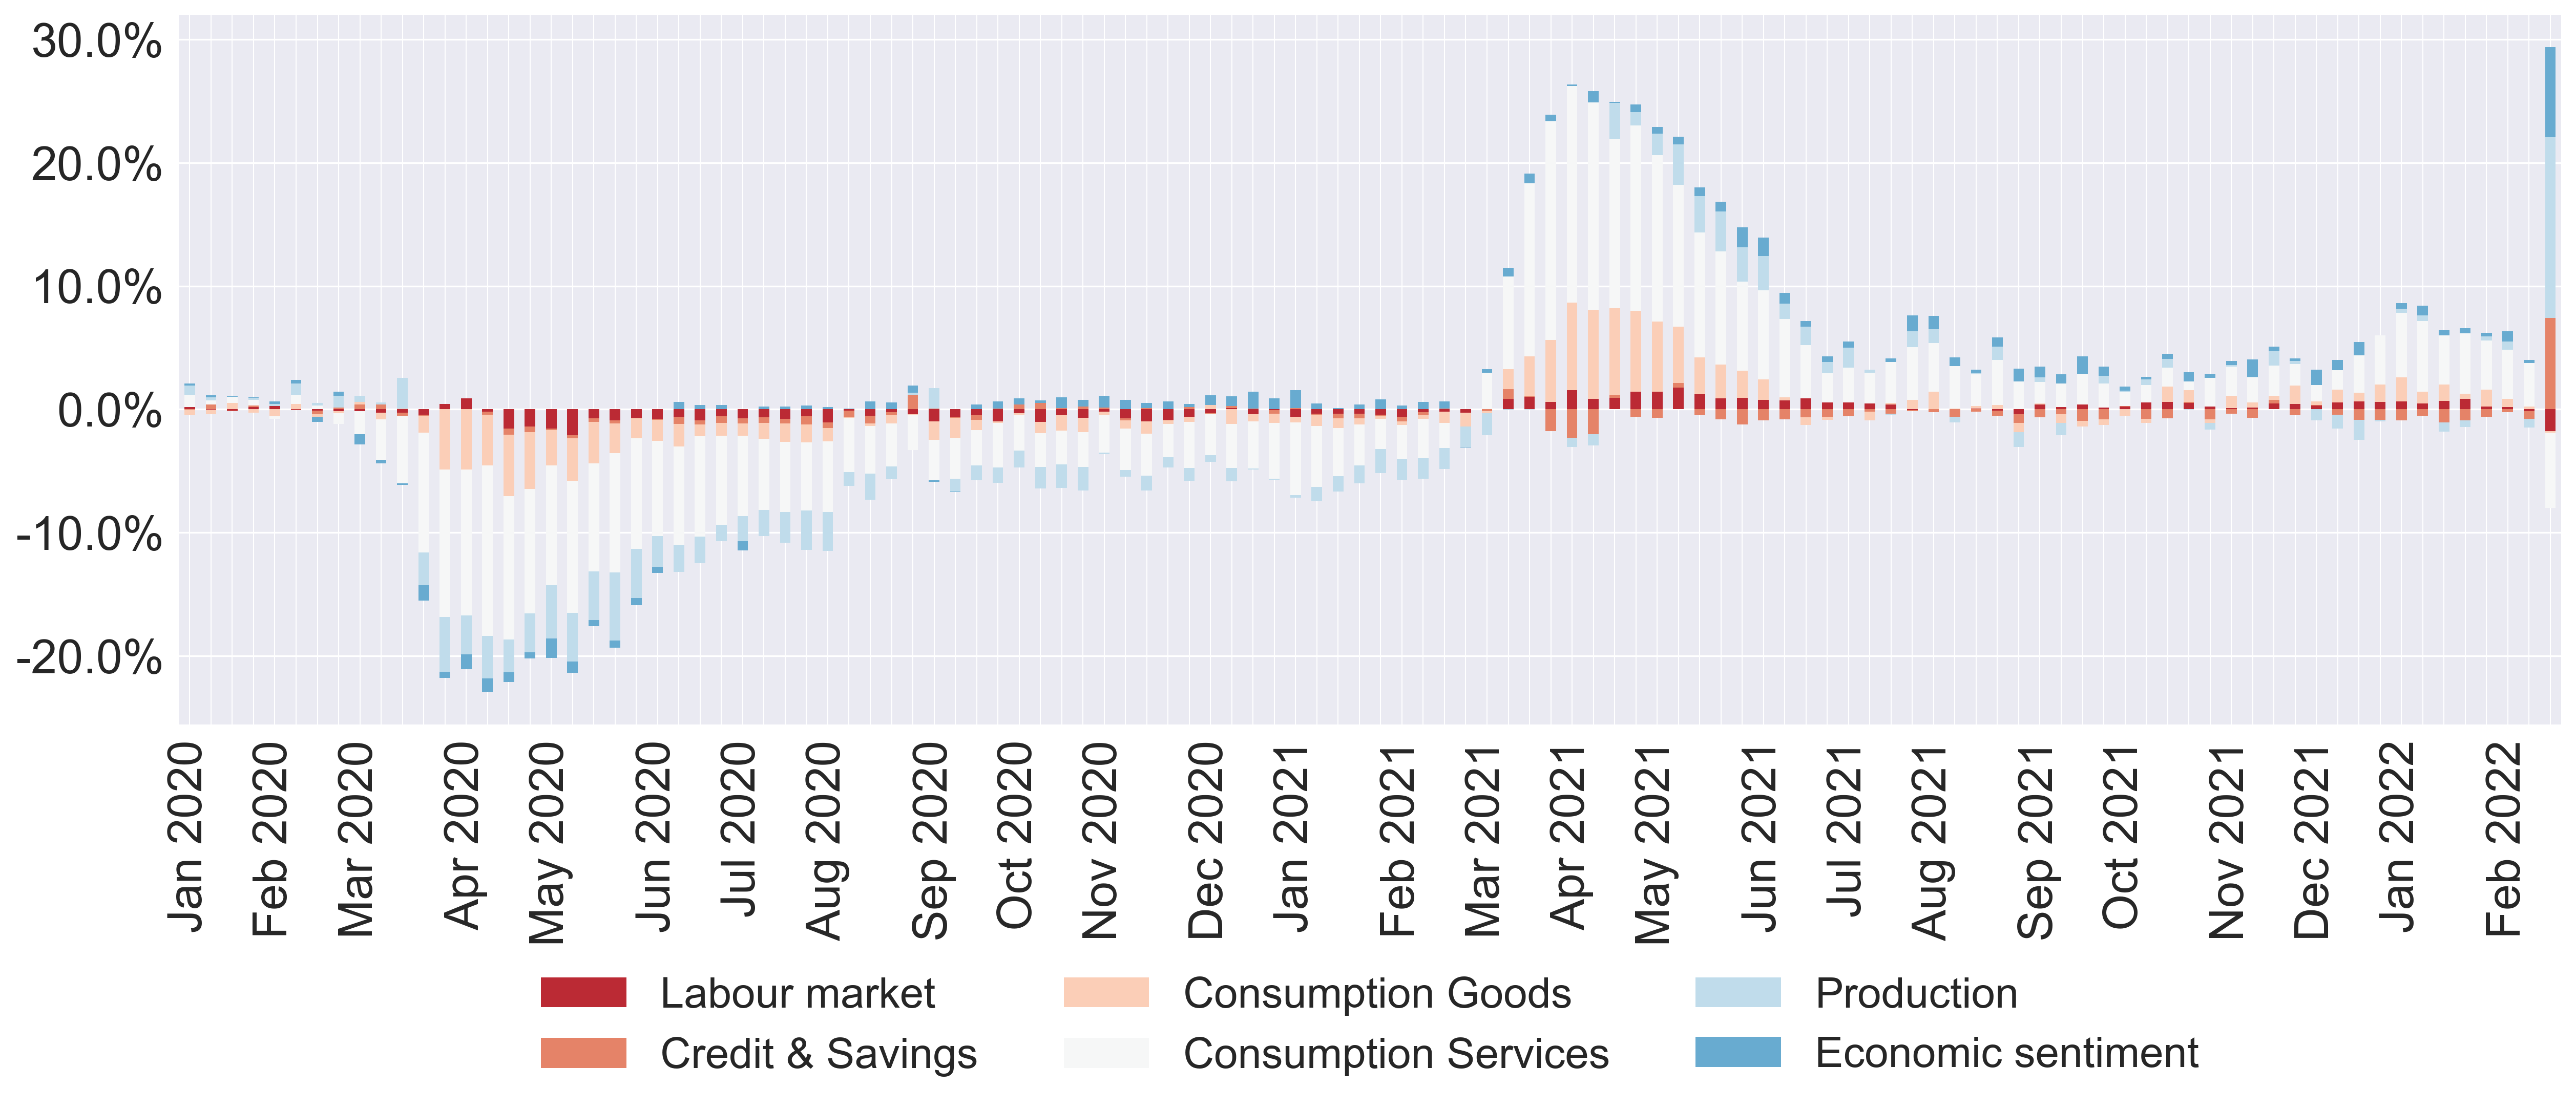 30.0%
20.0%
10.0%
0.0%
-10.0%
-20.0%
Jan 2020
Feb 2020
Mar 2020
Apr 2020
May 2020
Jun 2020
Jul 2020
Aug 2020
Sep 2020
Oct 2020
Nov 2020
Dec 2020
Jan 2021
Feb 2021
Mar 2021
Apr 2021
May 2021
Jun 2021
Jul 2021
Aug 2021
Sep 2021
Oct 2021
Nov 2021
Dec 2021
Jan 2022
Feb 2022
Labour market
Consumption Goods
Production
Credit & Savings
Consumption Services
Economic sentiment